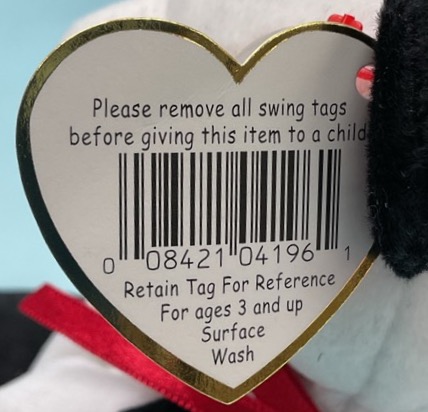 Please remove all swing tags
before giving this item to a child
0 08421 04196 1
Retain Tag For Reference
For ages 3 and up
Surface
Wash